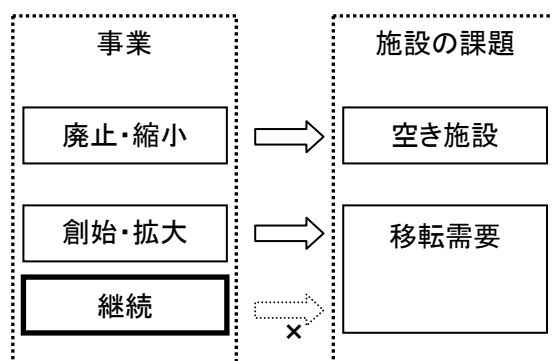 事業
施設の課題
廃止・縮小
空き施設
創始・拡大
移転需要
継続
×